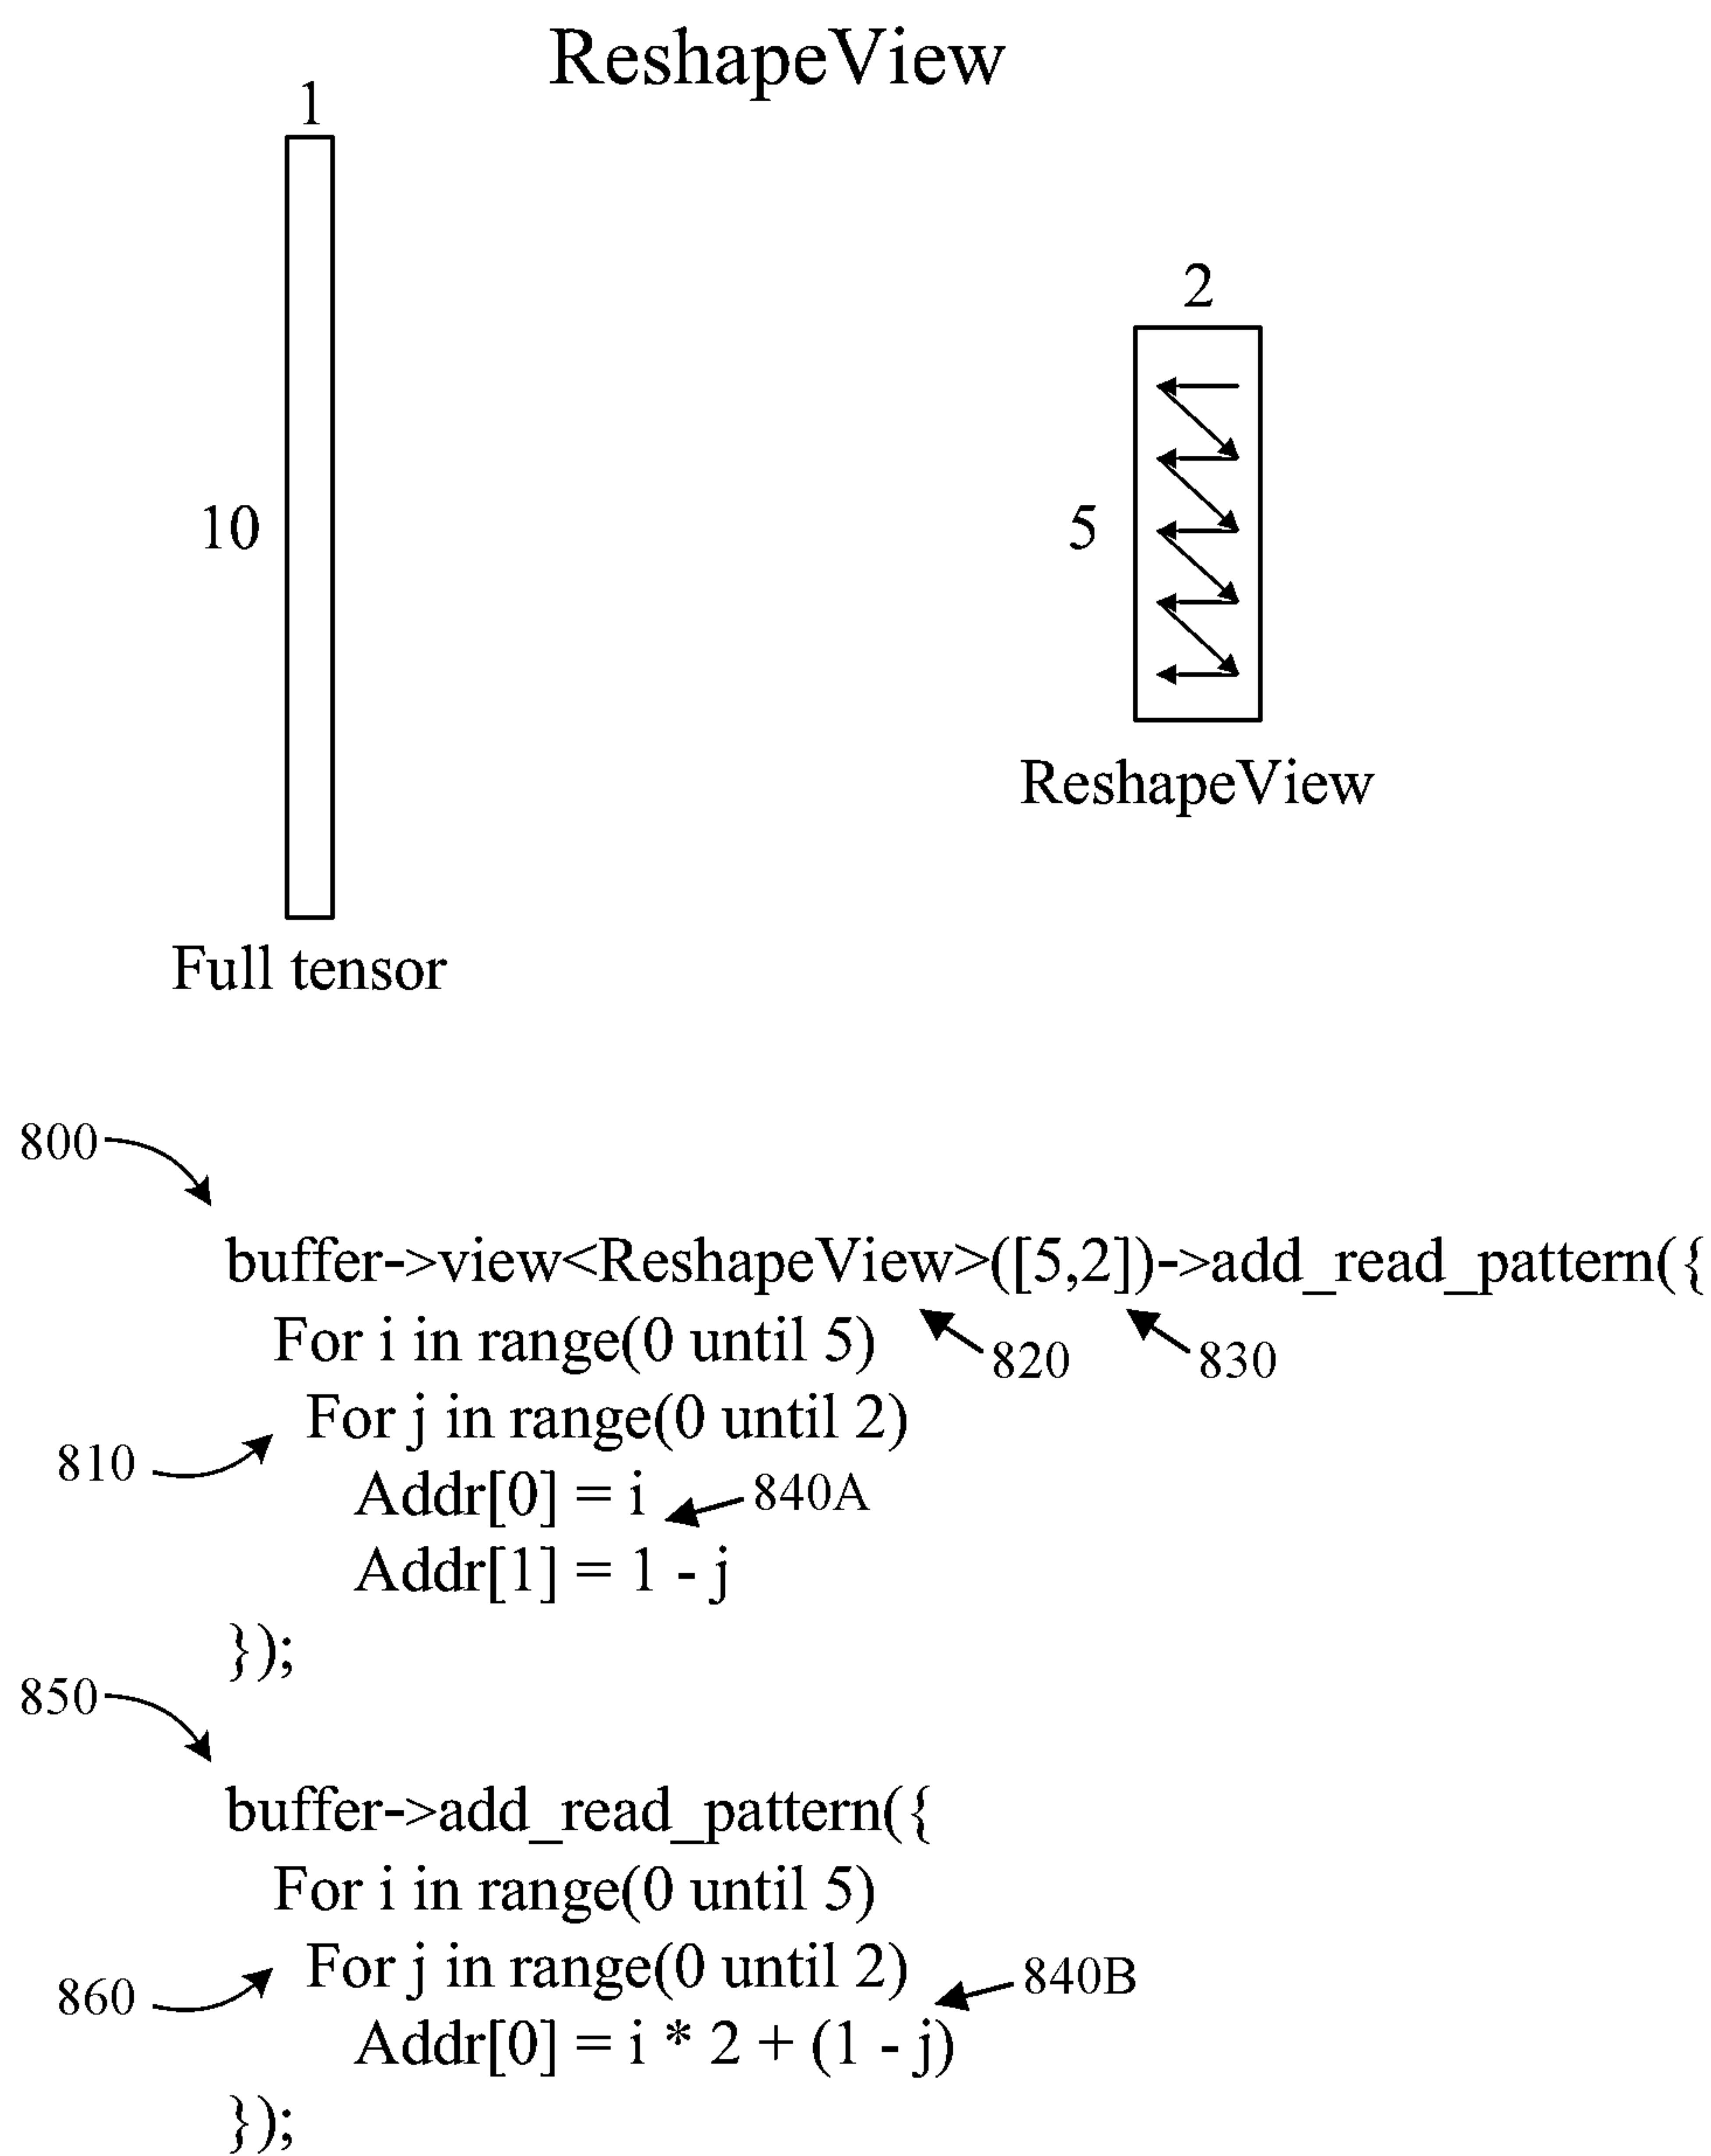 ReshapeView
1
2
10
5
ReshapeView
Full tensor
800
buffer->view<ReshapeView>([5,2])->add_read_pattern({
For i in range(0 until 5)
820
830
For j in range(0 until 2)
810
Addr[0] = i
840A
Addr[1] = 1 - j
});
850
buffer->add_read_pattern({
For i in range(0 until 5)
For j in range(0 until 2)
840B
860
Addr[0] = i * 2 + (1 - j)
});